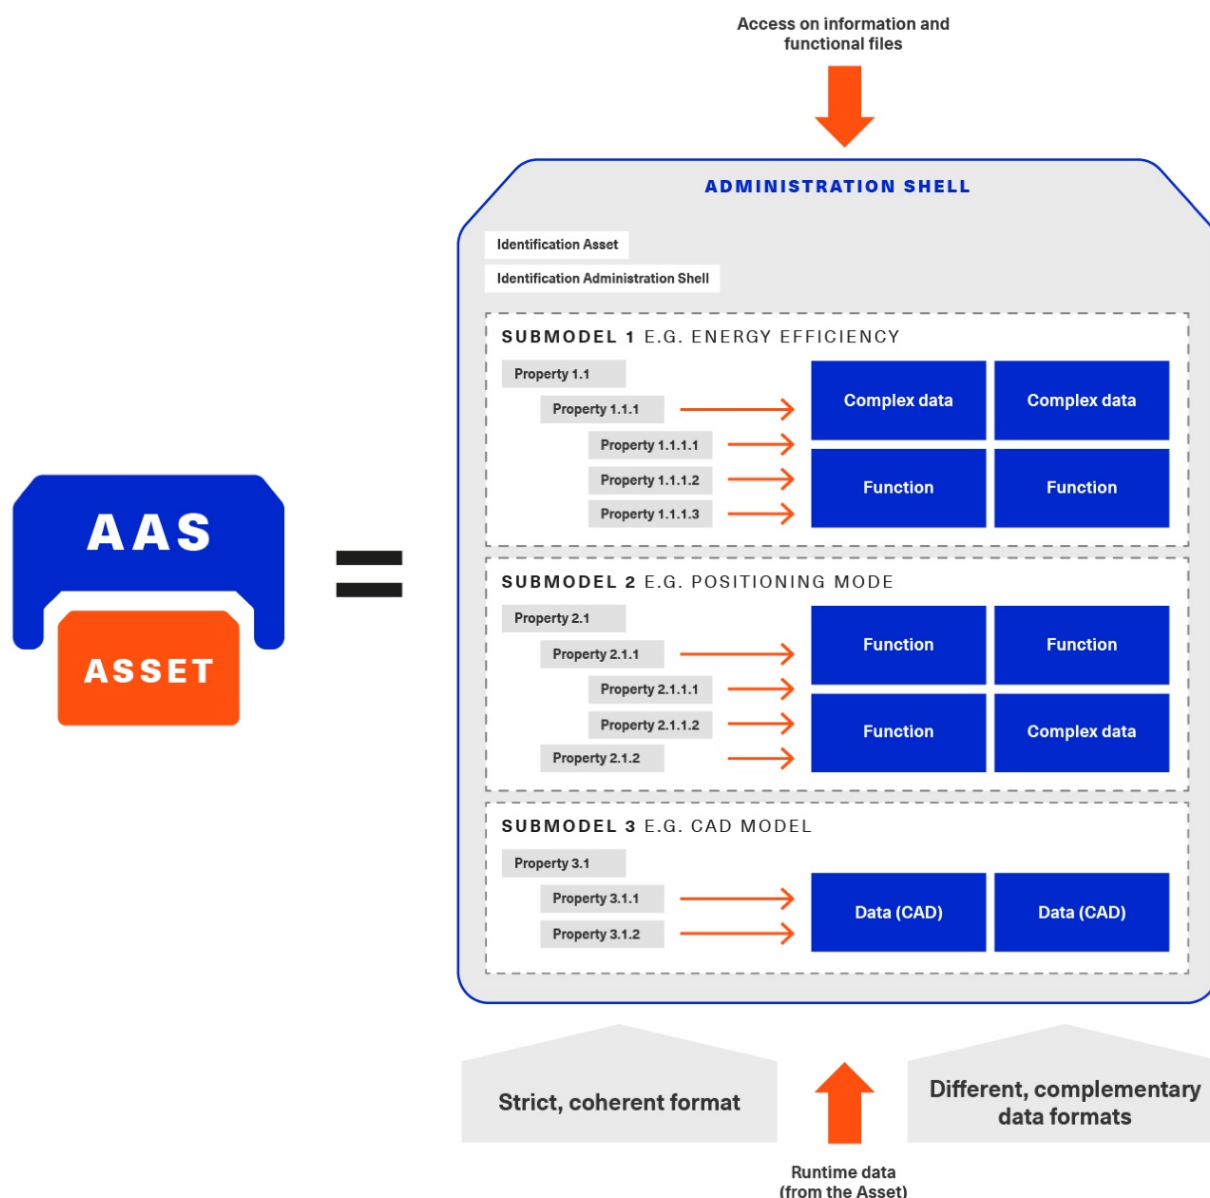 Access on information and
functional files
ADMINISTRATION SHELL
Identification Asset
Identification Administration Shell
SUBMODEL 1 E.G. ENERGY EFFICIENCY
Property 1.1
Property 1.1.1
Property 1.1.1.1
Property 1.1.1.2
Property 1.1.1.3
Complex data
Complex data
Function
Function
AAS
ASSET
=
SUBMODEL 2 E.G. POSITIONING MODE
Property 2.1
Property 2.1.1
Property 2.1.1.1
Property 2.1.1.2
Property 2.1.2
Function
Function
Function
Complex data
SUBMODEL 3 E.G. CAD MODEL
Property 3.1
Property 3.1.1
Property 3.1.2
Data (CAD)
Data (CAD)
Strict, coherent format
Different, complementary
data formats
Runtime data
(from the Asset)